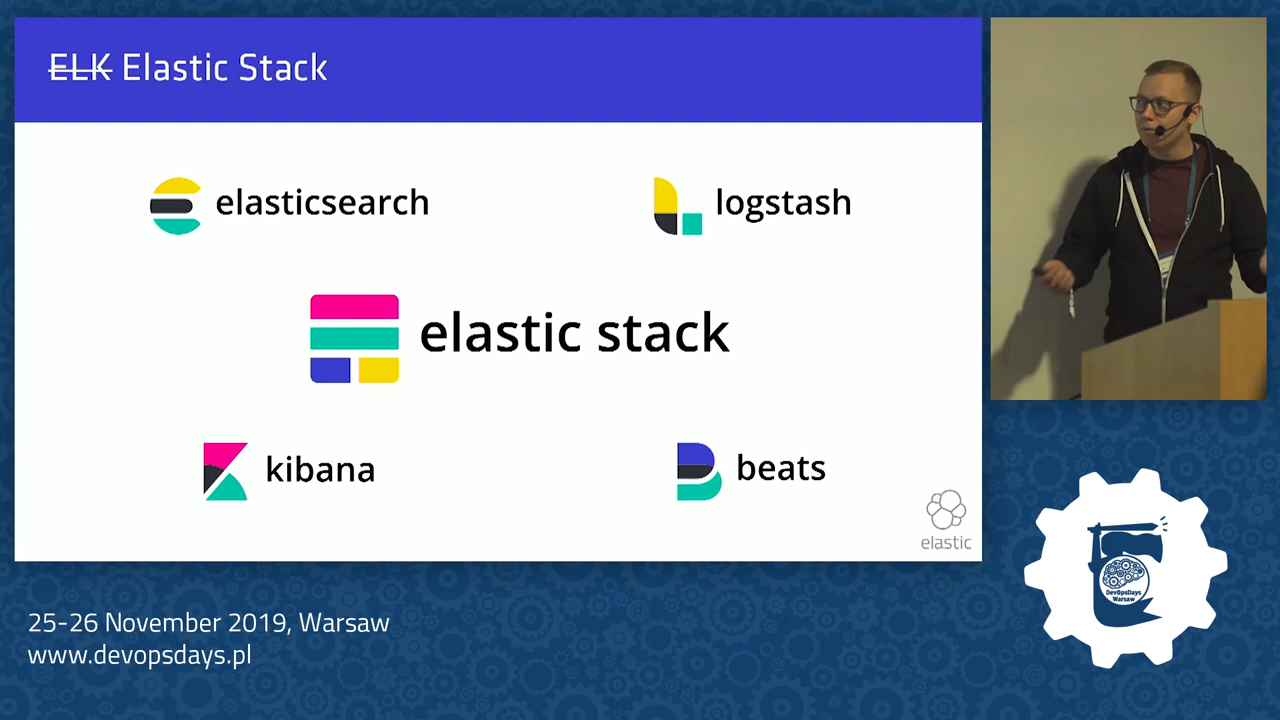 ELK Elastic Stack
elasticsearch
logstash
elastic stack
kibana
beats
elastic
25-26 November 2019, Warsaw
www.devopsdays.pl
DevOpsDays
Warsaw